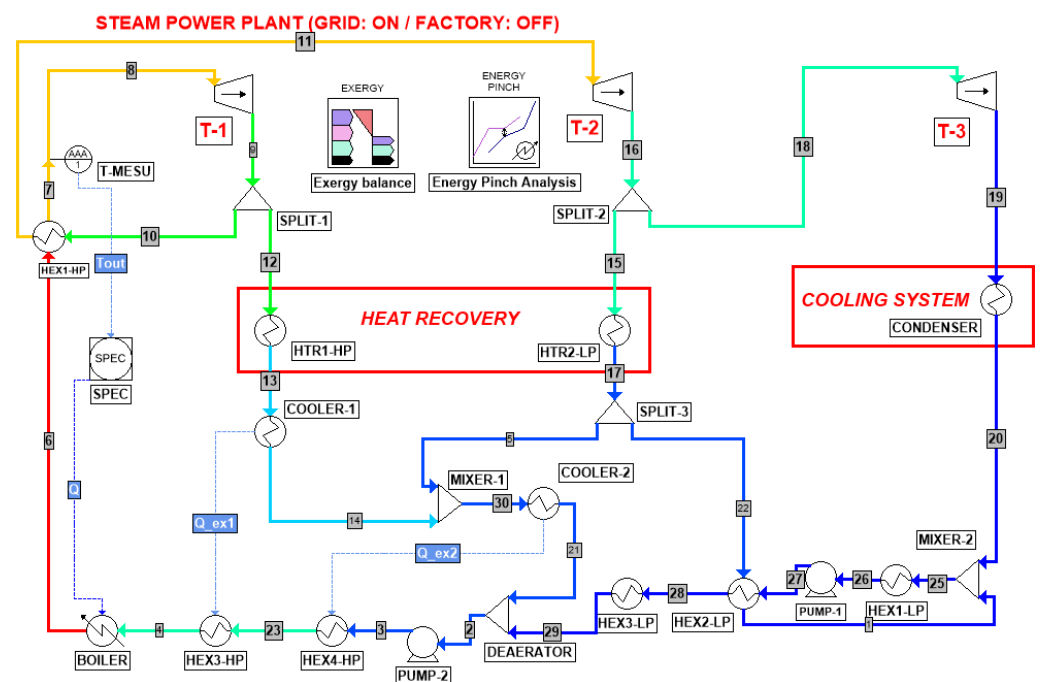 STEAM POWER PLANT (GRID: ON / FACTORY: OFF)
11
8
T-1
EXERGY
Exergy balance
ENERGY
PINCH
Energy Pinch Analysis
T-2
T-3
AAA
1
T-MESU
7
9
16
18
SPLIT-1
SPLIT-2
19
10
HEX1-HP
Tout
12
15
HEAT RECOVERY
COOLING SYSTEM
CONDENSER
HTR1-HP
HTR2-LP
SPEC
SPEC
13
17
COOLER-1
SPLIT-3
6
5
20
MIXER-1
COOLER-2
Q
30
22
14
Q_ex1
Q_ex2
21
MIXER-2
27
26
25
28
PUMP-1
HEX1-LP
HEX3-LP
HEX2-LP
1
4
23
3
2
29
DEAERATOR
BOILER
HEX3-HP
HEX4-HP
PUMP-2